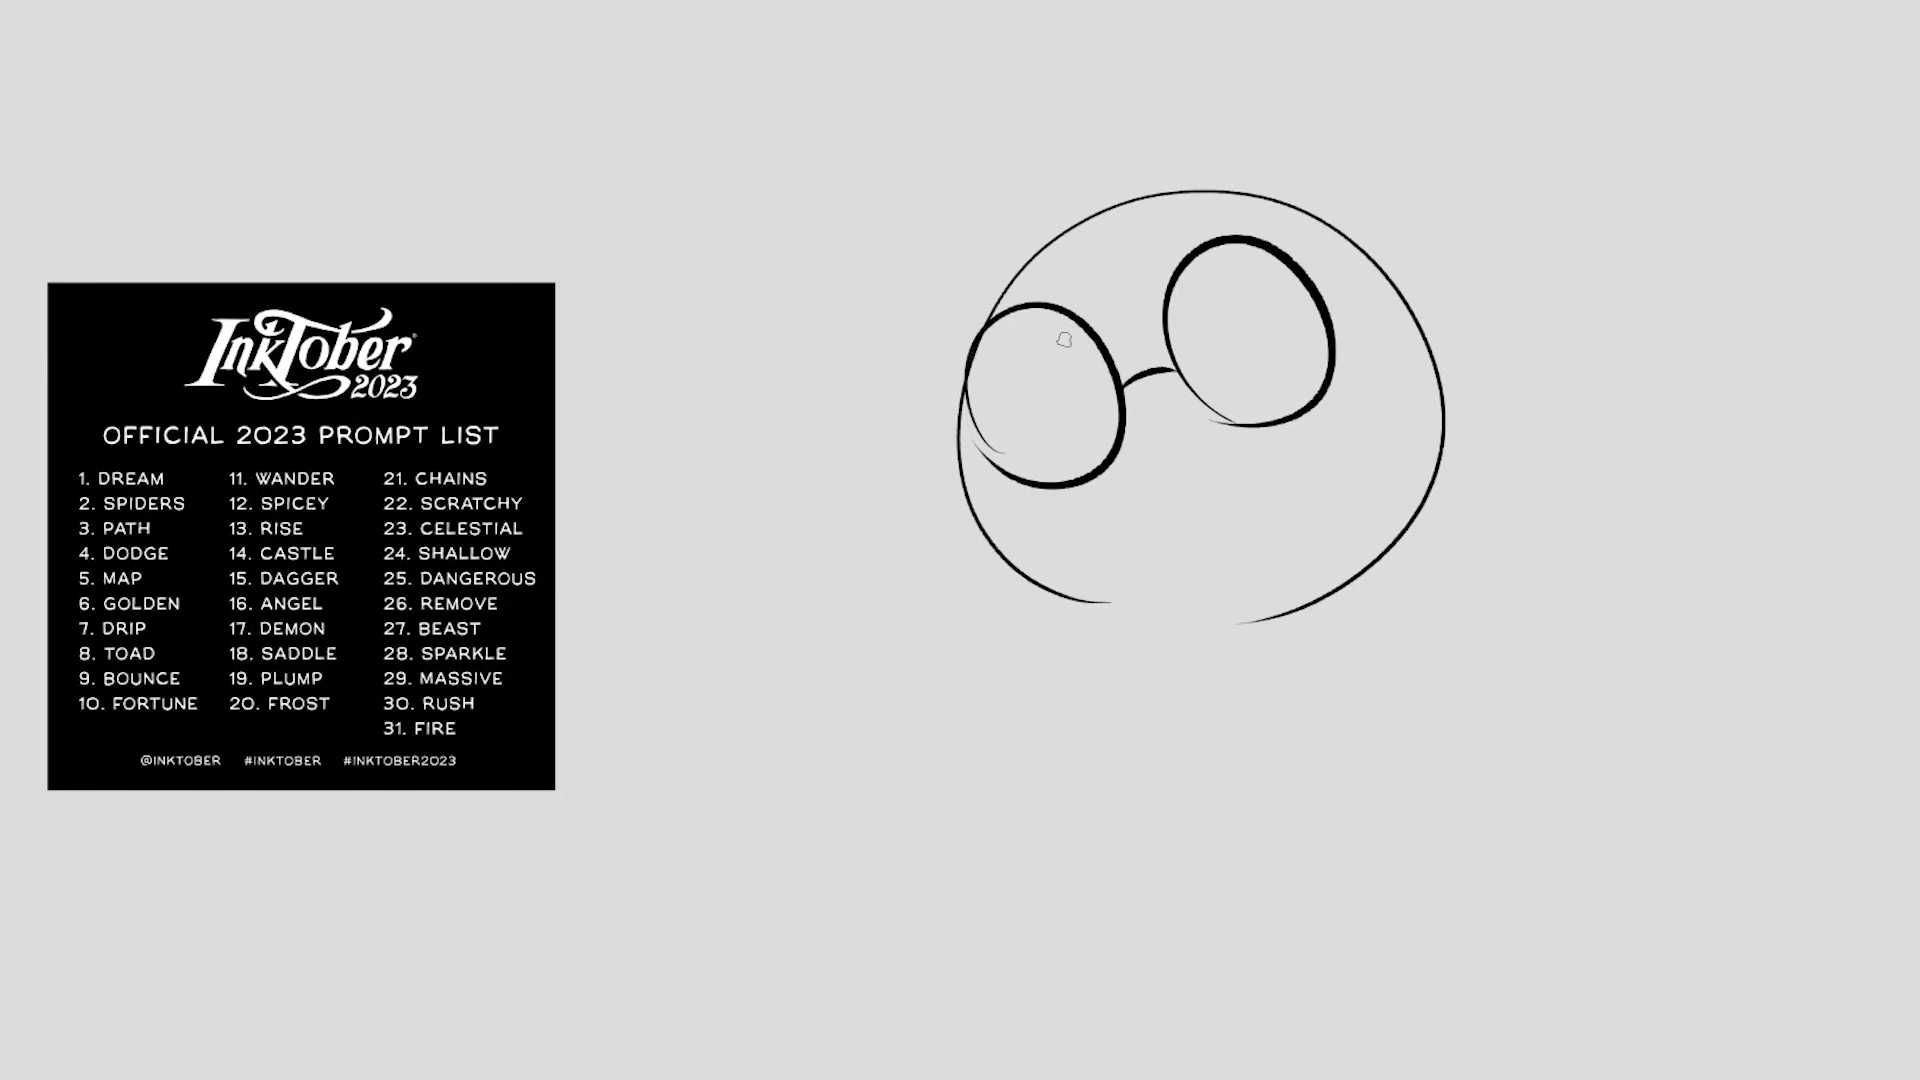 InkTober
2023
OFFICIAL 2023 PROMPT LIST
1. DREAM
2. SPIDERS
3. PATH
4. DODGE
5. MAP
6. GOLDEN
7. DRIP
8. TOAD
9. BOUNCE
10. FORTUNE
11. WANDER
12. SPICEY
13. RISE
14. CASTLE
15. DAGGER
16. ANGEL
17. DEMON
18. SADDLE
19. PLUMP
20. FROST
21. CHAINS
22. SCRATCHY
23. CELESTIAL
24. SHALLOW
25. DANGEROUS
26. REMOVE
27. BEAST
28. SPARKLE
29. MASSIVE
30. RUSH
31. FIRE
@INKTOBER #INKTOBER #INKTOBER2023